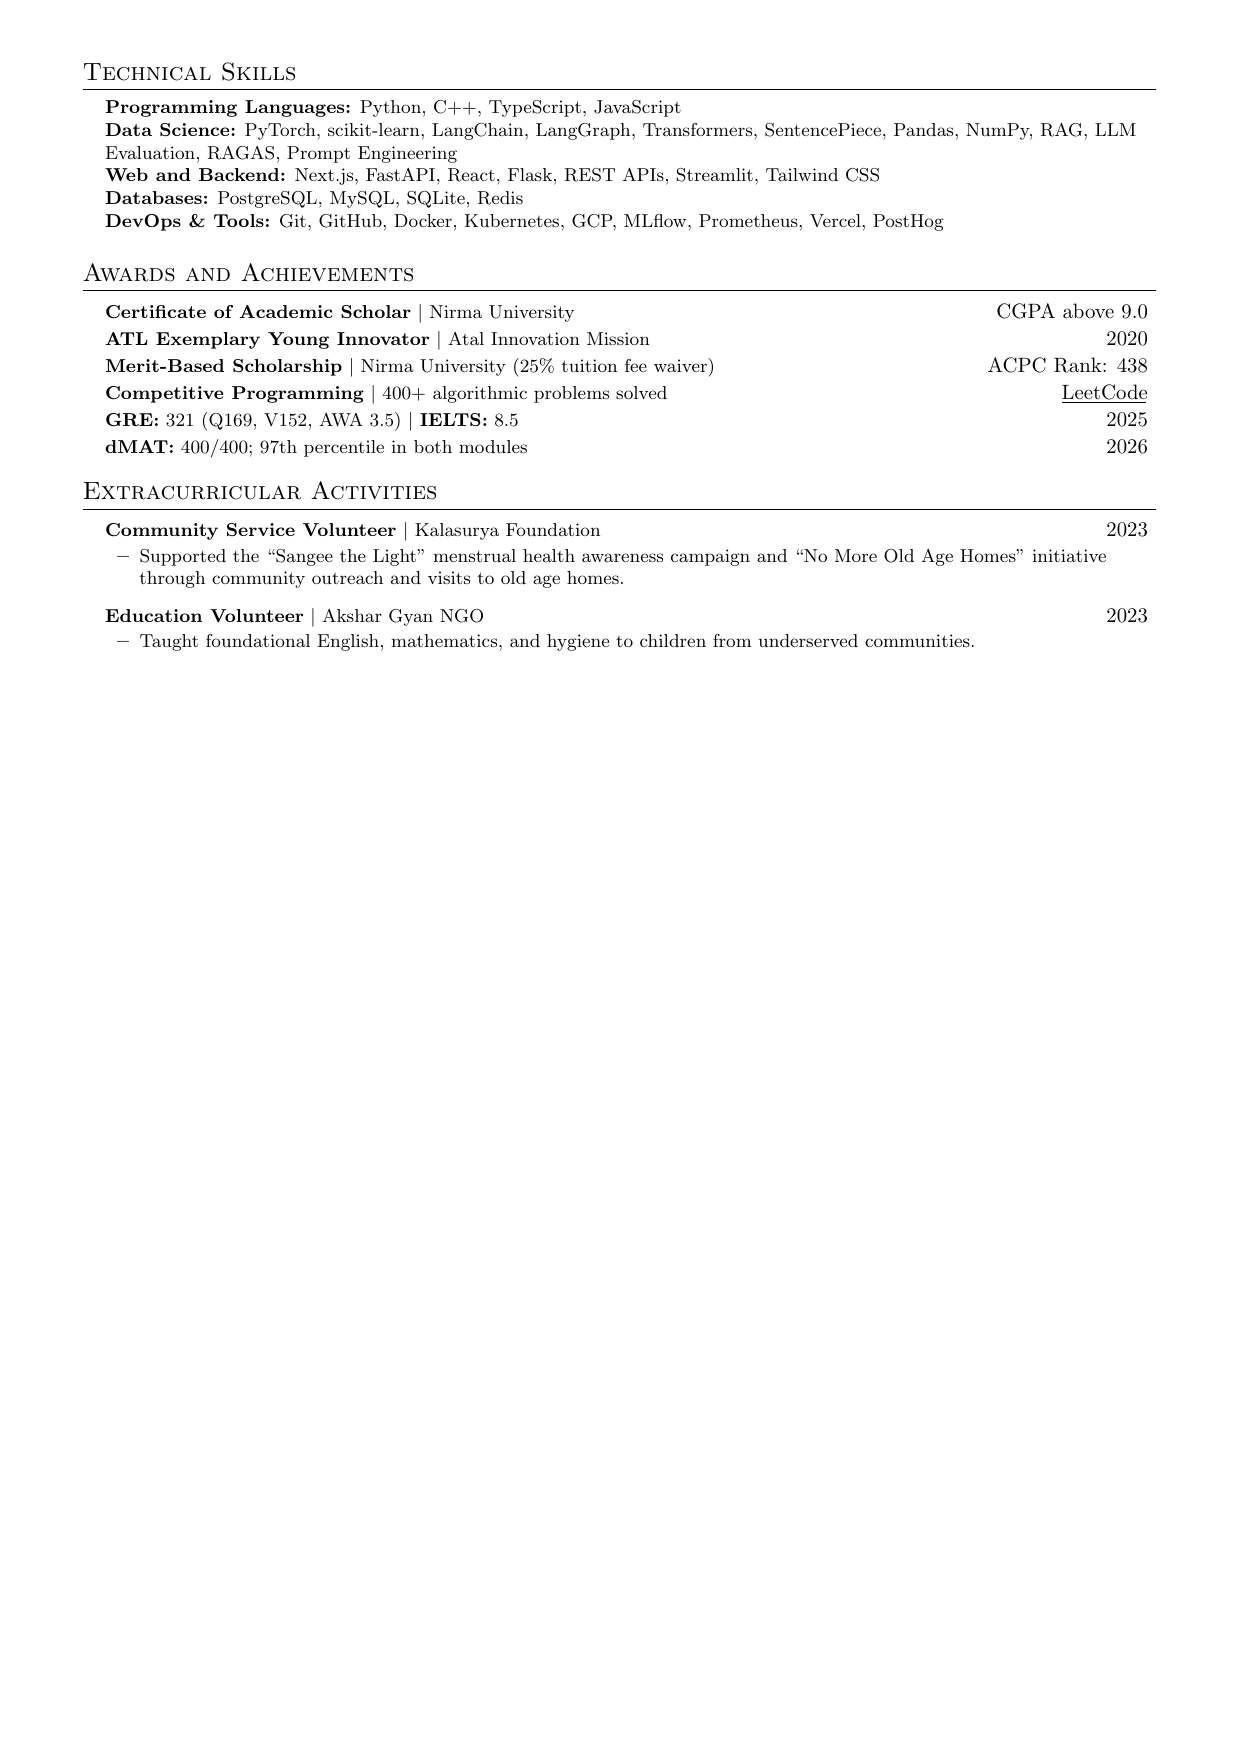 Technical Skills
Programming Languages: Python, C++, TypeScript, JavaScript
Data Science: PyTorch, scikit-learn, LangChain, LangGraph, Transformers, SentencePiece, Pandas, NumPy, RAG, LLM
Evaluation, RAGAS, Prompt Engineering
Web and Backend: Next.js, FastAPI, React, Flask, REST APIs, Streamlit, Tailwind CSS
Databases: PostgreSQL, MySQL, SQLite, Redis
DevOps & Tools: Git, GitHub, Docker, Kubernetes, GCP, MLflow, Prometheus, Vercel, PostHog
Awards and Achievements
Certificate of Academic Scholar | Nirma University CGPA above 9.0
ATL Exemplary Young Innovator | Atal Innovation Mission 2020
Merit-Based Scholarship | Nirma University (25% tuition fee waiver) ACPC Rank: 438
Competitive Programming | 400+ algorithmic problems solved LeetCode
GRE: 321 (Q169, V152, AWA 3.5) | IELTS: 8.5 2025
dMAT: 400/400; 97th percentile in both modules 2026
Extracurricular Activities
Community Service Volunteer | Kalasurya Foundation 2023
– Supported the “Sangee the Light” menstrual health awareness campaign and “No More Old Age Homes” initiative
through community outreach and visits to old age homes.
Education Volunteer | Akshar Gyan NGO 2023
– Taught foundational English, mathematics, and hygiene to children from underserved communities.